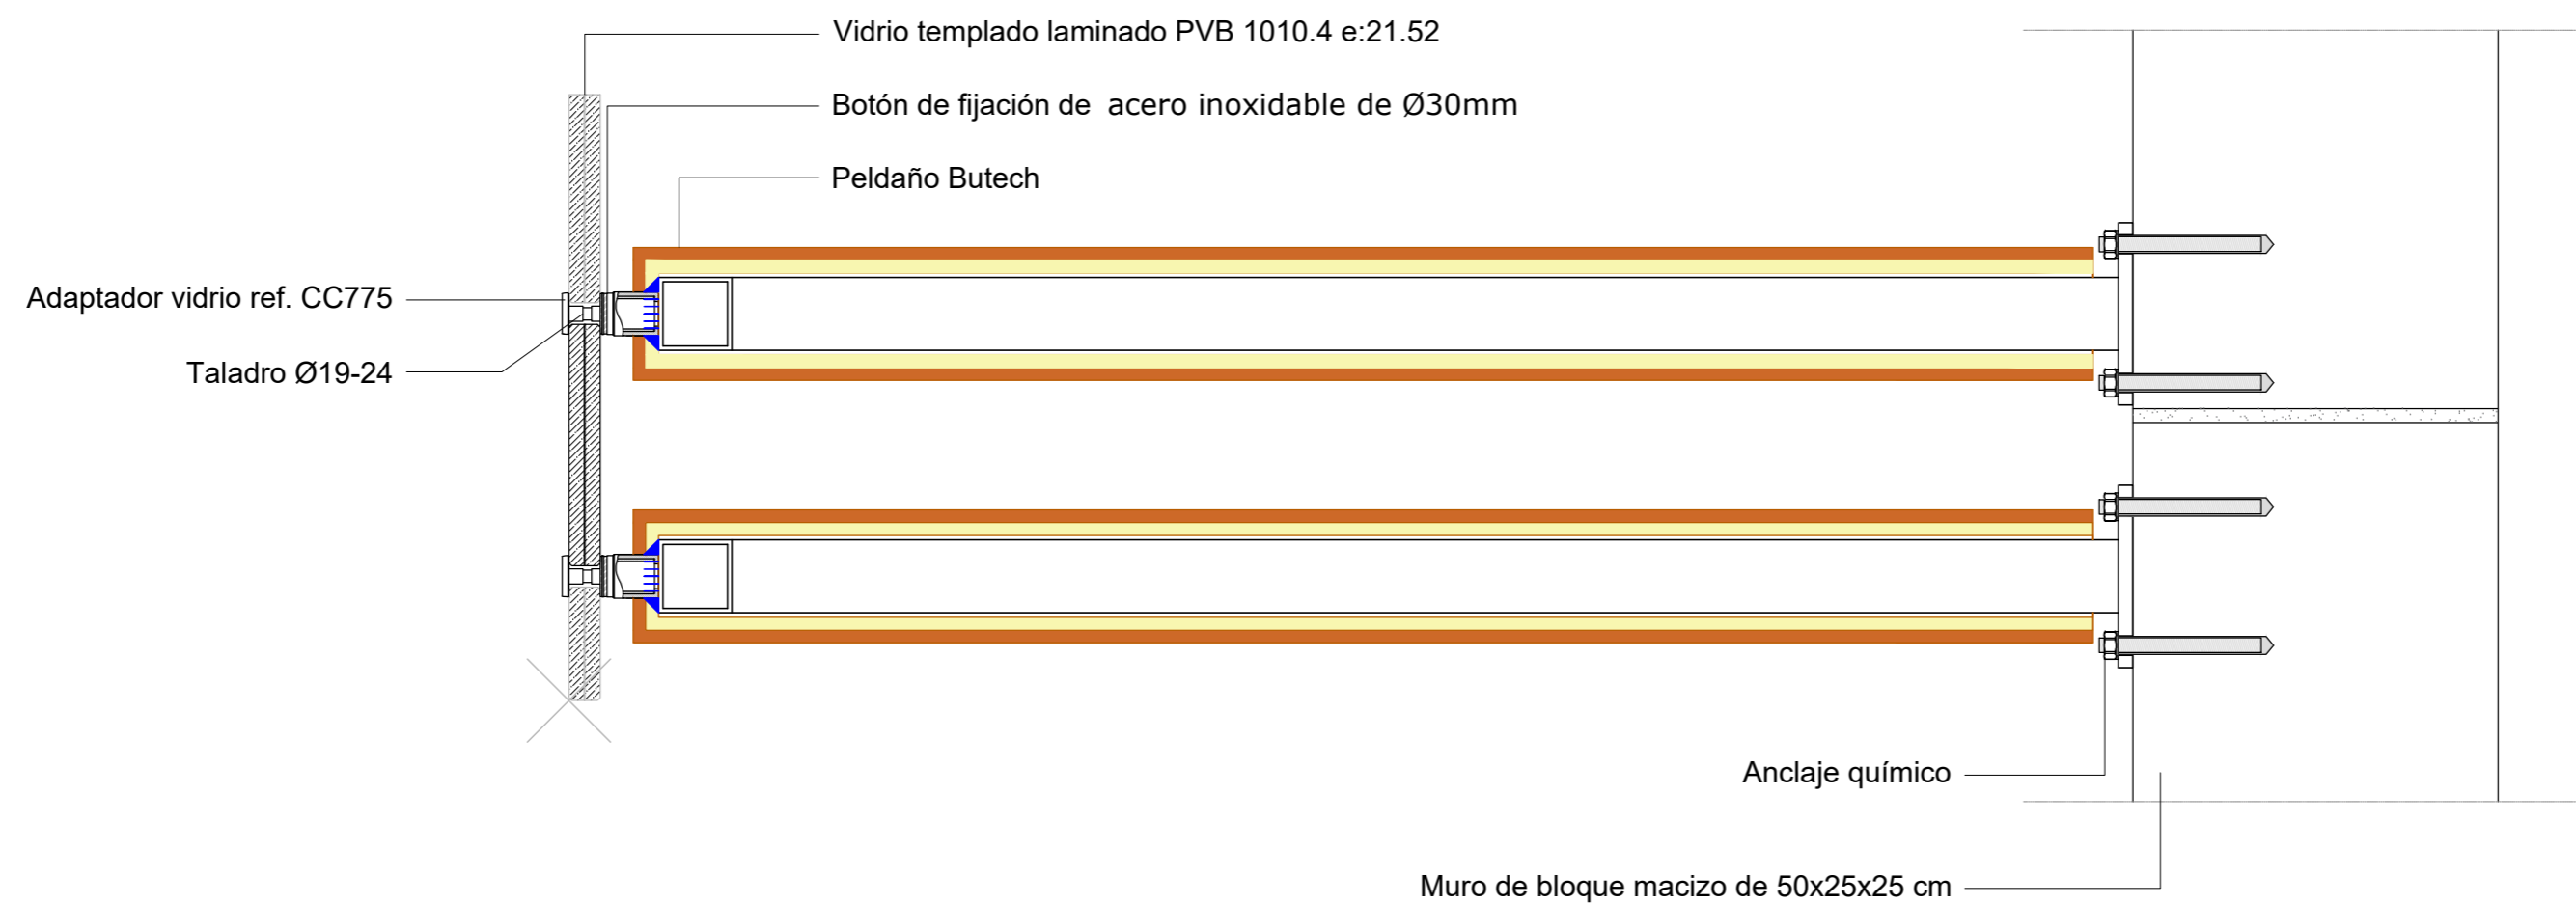 Vidrio templado laminado PVB 1010.4 e:21.52
Botón de fijación de acero inoxidable de Ø30mm
Peldaño Butech
Adaptador vidrio ref. CC775
Taladro Ø19-24
Anclaje químico
Muro de bloque macizo de 50x25x25 cm